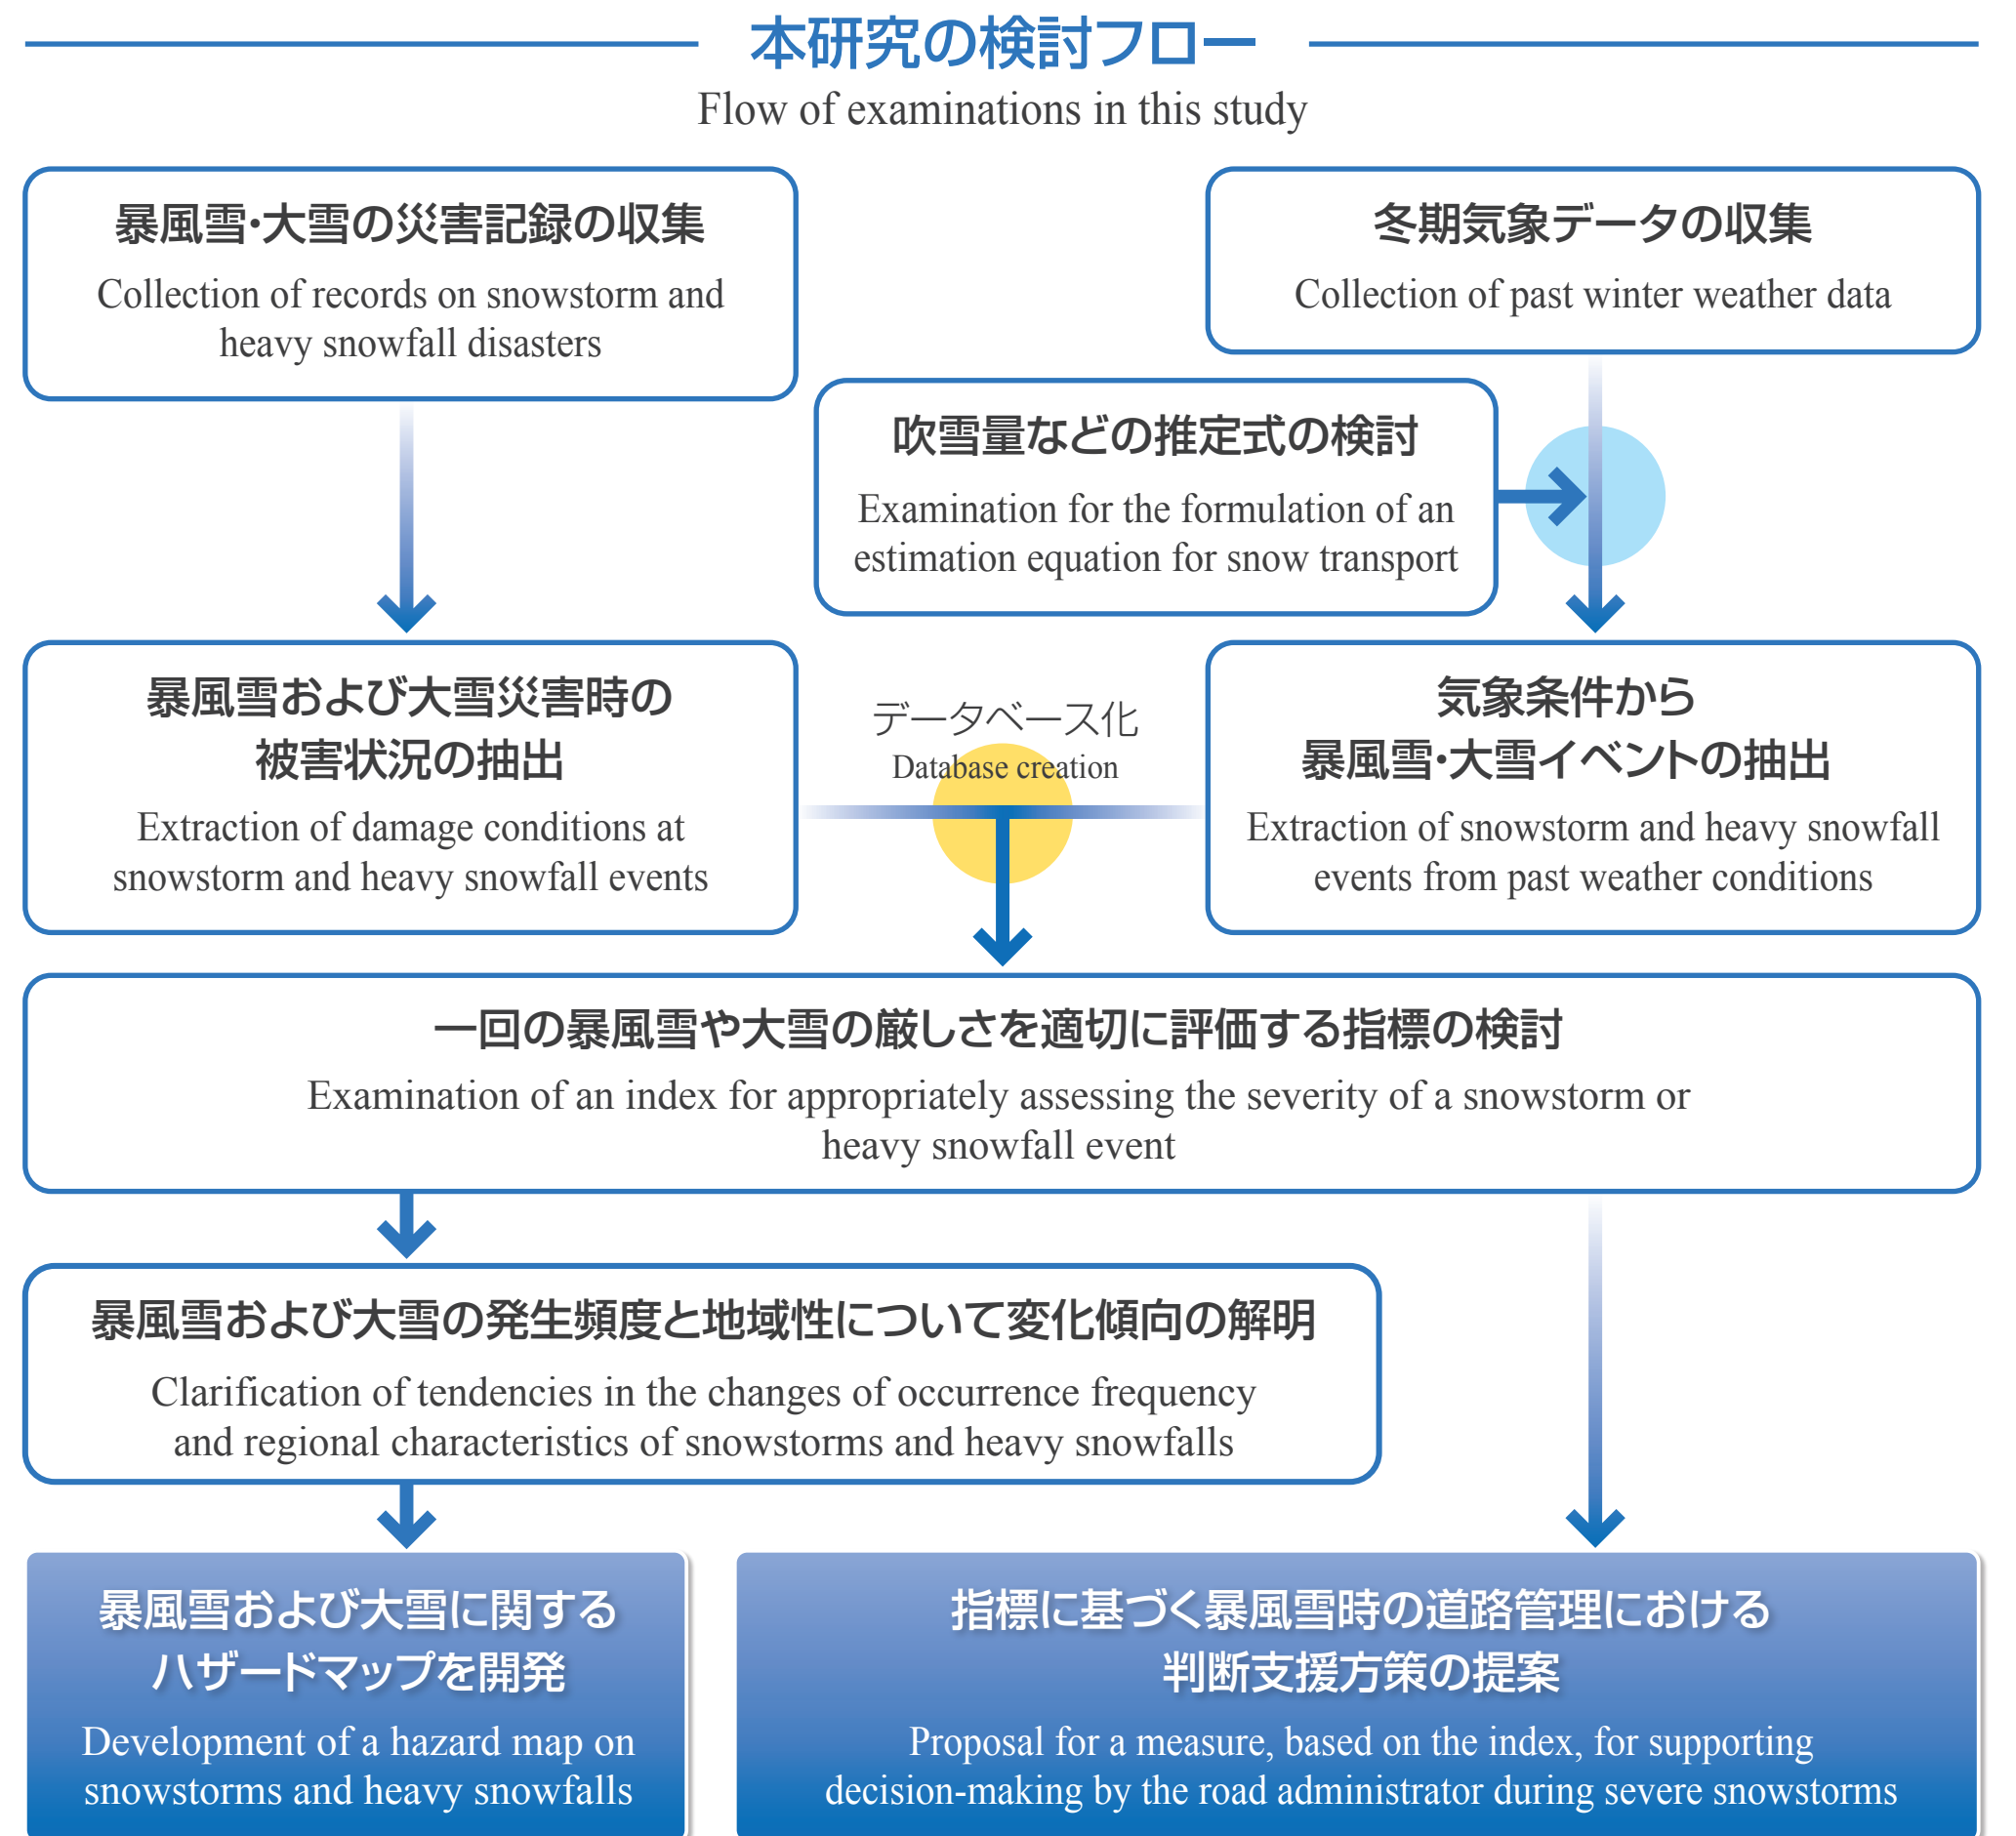 本研究の検討フロー
Flow of examinations in this study
暴風雪・大雪の災害記録の収集
Collection of records on snowstorm and
heavy snowfall disasters
冬期気象データの収集
Collection of past winter weather data
吹雪量などの推定式の検討
Examination for the formulation of an
estimation equation for snow transport
暴風雪および大雪災害時の
被害状況の抽出
Extraction of damage conditions at
snowstorm and heavy snowfall events
データベース化
Database creation
気象条件から
暴風雪・大雪イベントの抽出
Extraction of snowstorm and heavy snowfall
events from past weather conditions
一回の暴風雪や大雪の厳しさを適切に評価する指標の検討
Examination of an index for appropriately assessing the severity of a snowstorm or
heavy snowfall event
暴風雪および大雪の発生頻度と地域性について変化傾向の解明
Clarification of tendencies in the changes of occurrence frequency
and regional characteristics of snowstorms and heavy snowfalls
暴風雪および大雪に関する
ハザードマップを開発
Development of a hazard map on
snowstorms and heavy snowfalls
指標に基づく暴風雪時の道路管理における
判断支援方策の提案
Proposal for a measure, based on the index, for supporting
decision-making by the road administrator during severe snowstorms